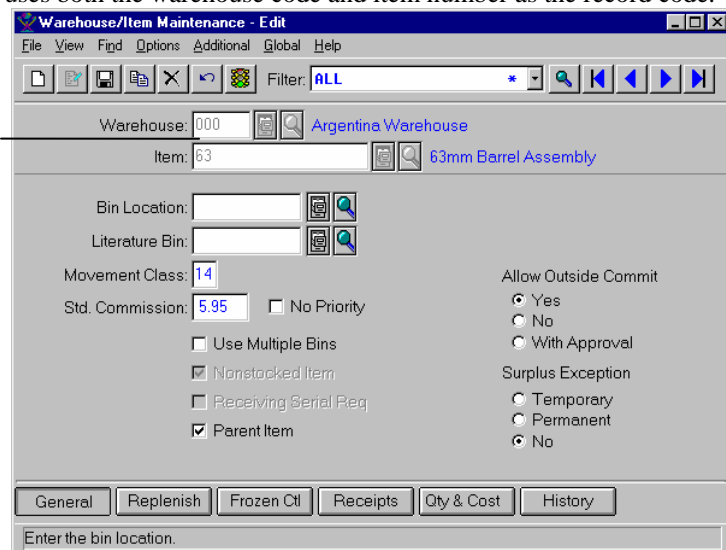 uses both the warehouse code and item number as the record code.
Warehouse/Item Maintenance - Edit
File View Find Options Additional Global Help
Filter: ALL *
Warehouse: 000 Argentina Warehouse
Item: 63 63mm Barrel Assembly
Bin Location:
Literature Bin:
Movement Class: 14 Allow Outside Commit
Std. Commission: 5.95 No Priority Yes
No
Use Multiple Bins With Approval
Nonstocked Item Surplus Exception
Receiving Serial Req Temporary
Parent Item Permanent
No
General Replenish Frozen Ctl Receipts Qty & Cost History
Enter the bin location.